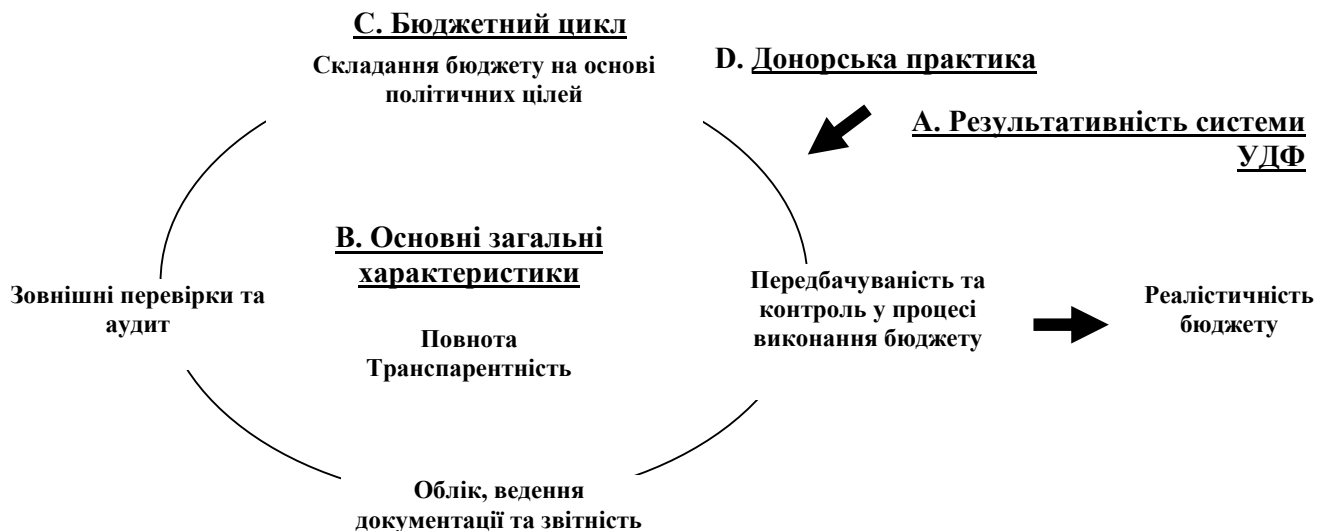 C. Бюджетний цикл
Складання бюджету на основі
політичних цілей
D. Донорська практика
A. Результативність системи
УДФ
B. Основні загальні
характеристики
Повнота
Транспарентність
Зовнішні перевірки та
аудит
Передбачуваність та
контроль у процесі
виконання бюджету
Реалістичність
бюджету
Облік, ведення
документації та звітність